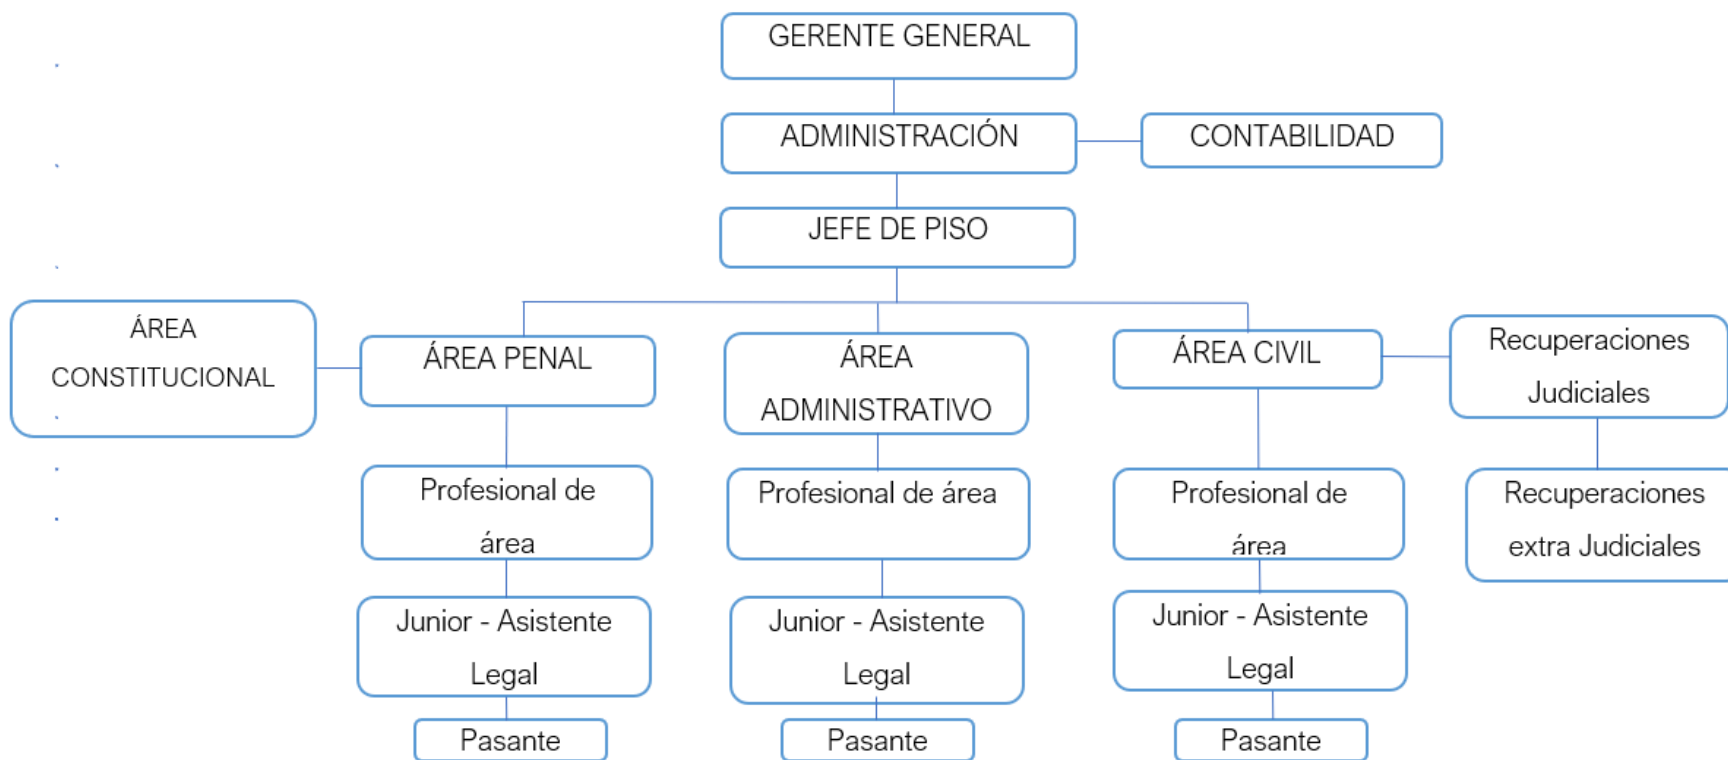 GERENTE GENERAL
ADMINISTRACIÓN
CONTABILIDAD
JEFE DE PISO
ÁREA
CONSTITUCIONAL
ÁREA PENAL
ÁREA
ADMINISTRATIVO
ÁREA CIVIL
Recuperaciones
Judiciales
Profesional de
área
Profesional de área
Profesional de
área
Recuperaciones
extra Judiciales
Junior - Asistente
Legal
Junior - Asistente
Legal
Junior - Asistente
Legal
Pasante
Pasante
Pasante